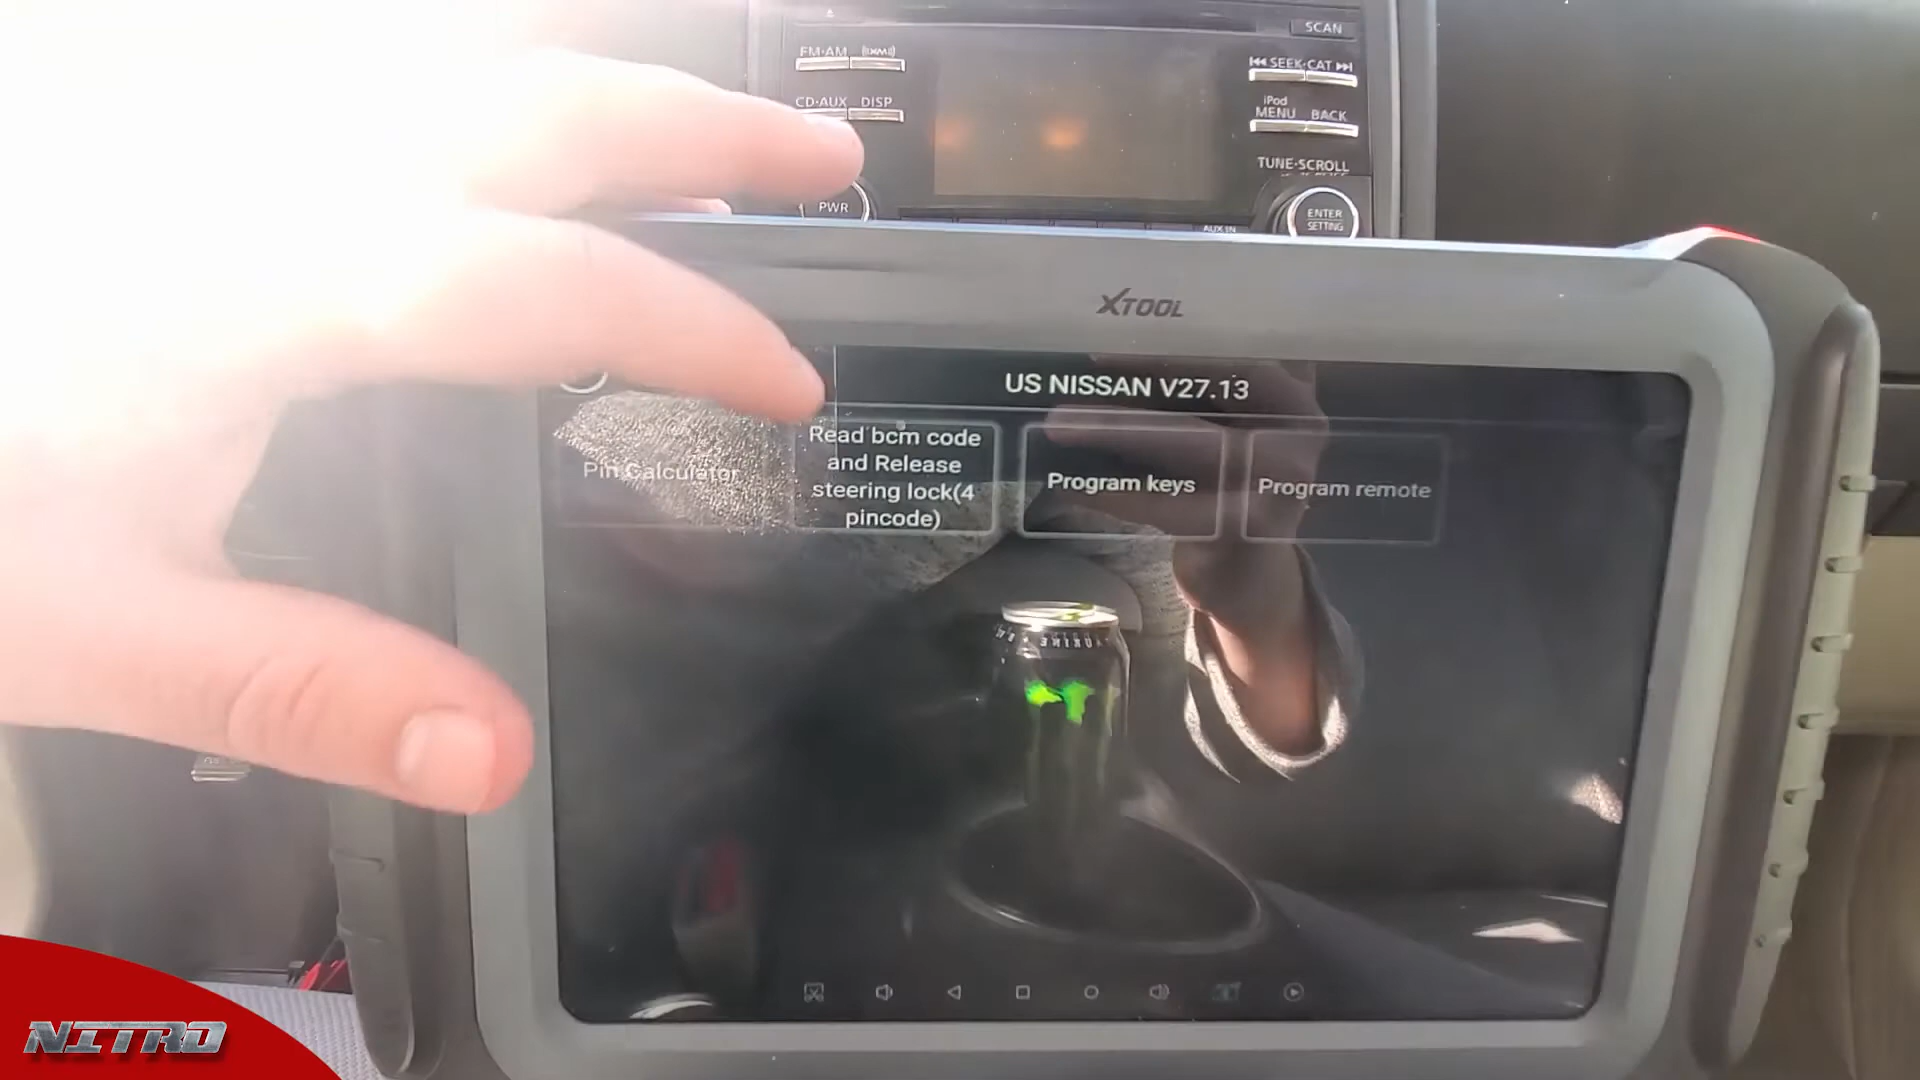 SCAN
FM·AM (XM)
SEEK·CAT
CD·AUX DISP
iPod
MENU BACK
TUNE·SCROLL
PWR
ENTER
SETTING
AUX IN
XTOOL
US NISSAN V27.13
Pin Calculator
Read bcm code
and Release
steering lock(4
pincode)
Program keys
Program remote
NITRO